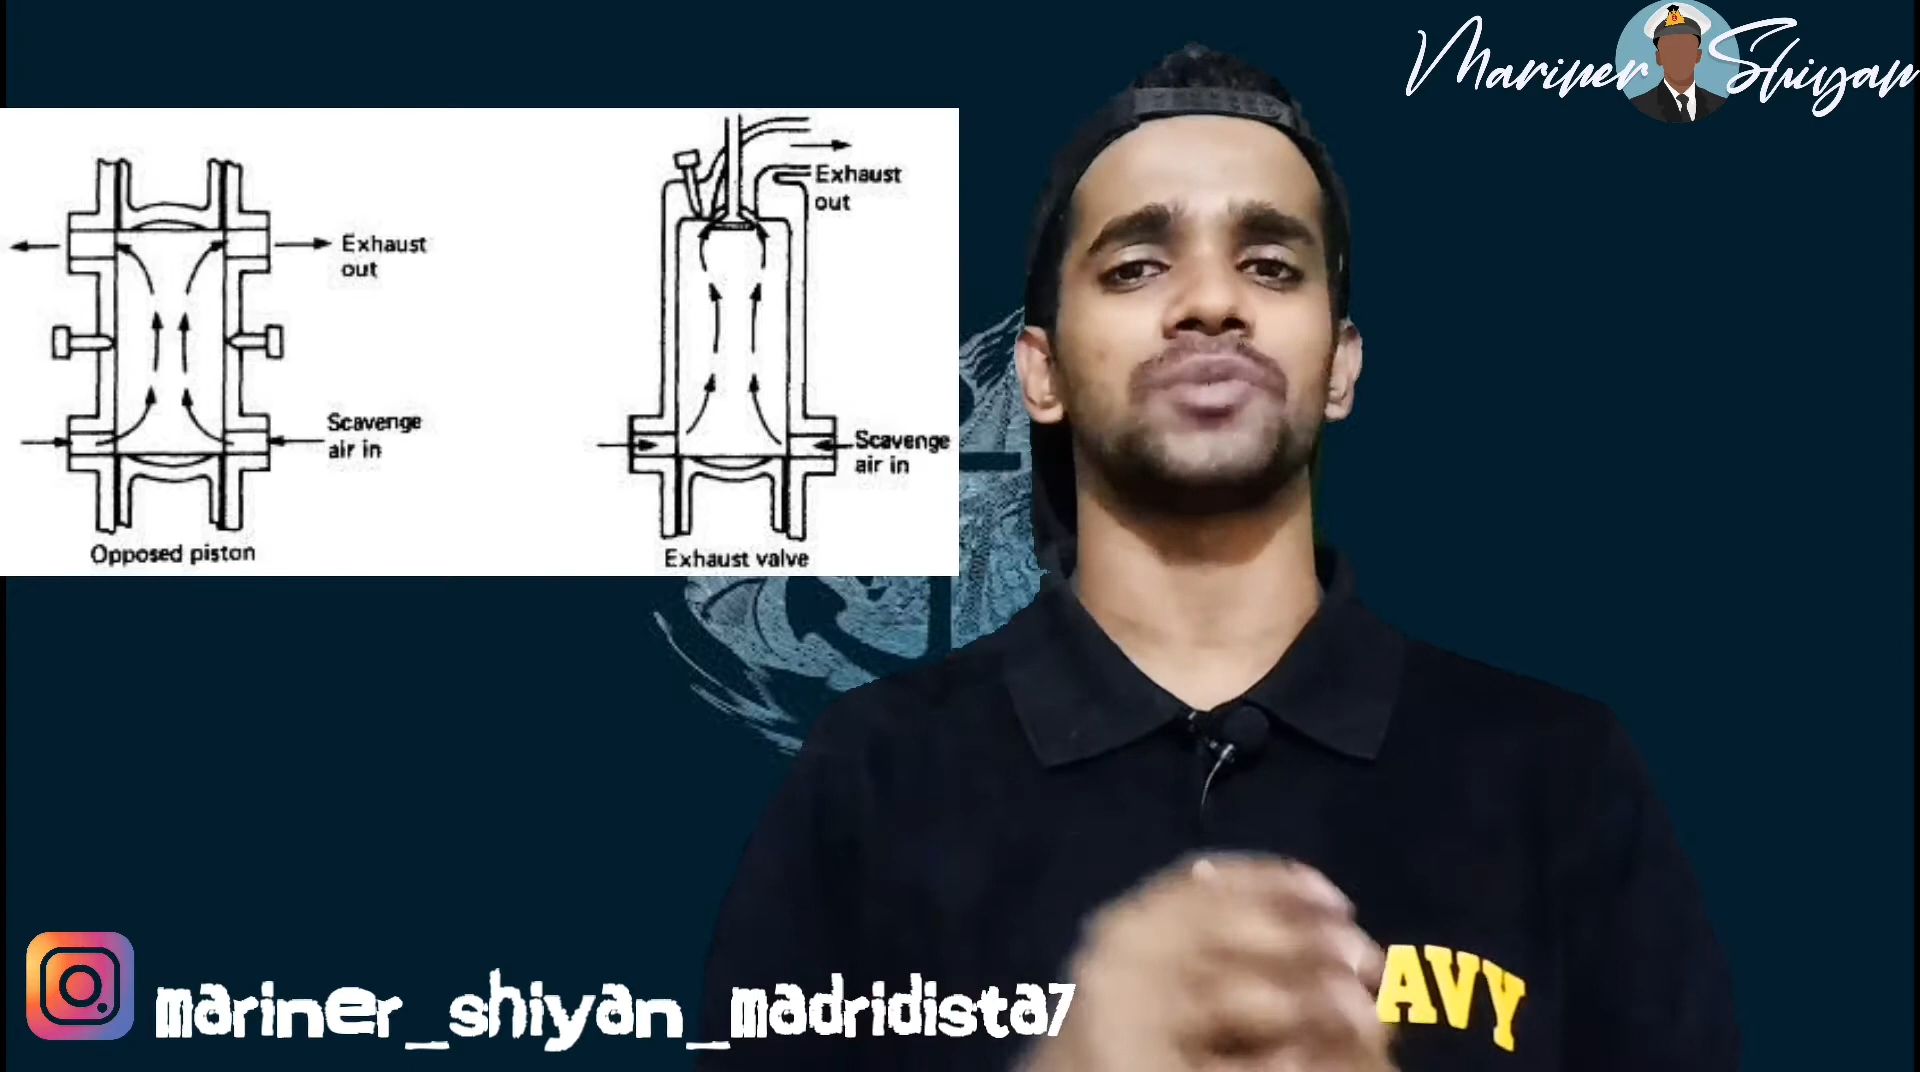 Mariner Shiyan
Exhaust
out
Scavenge
air in
Opposed piston
Exhaust
out
Scavenge
air in
Exhaust valve
AVY
mariner_shiyan_madridista7